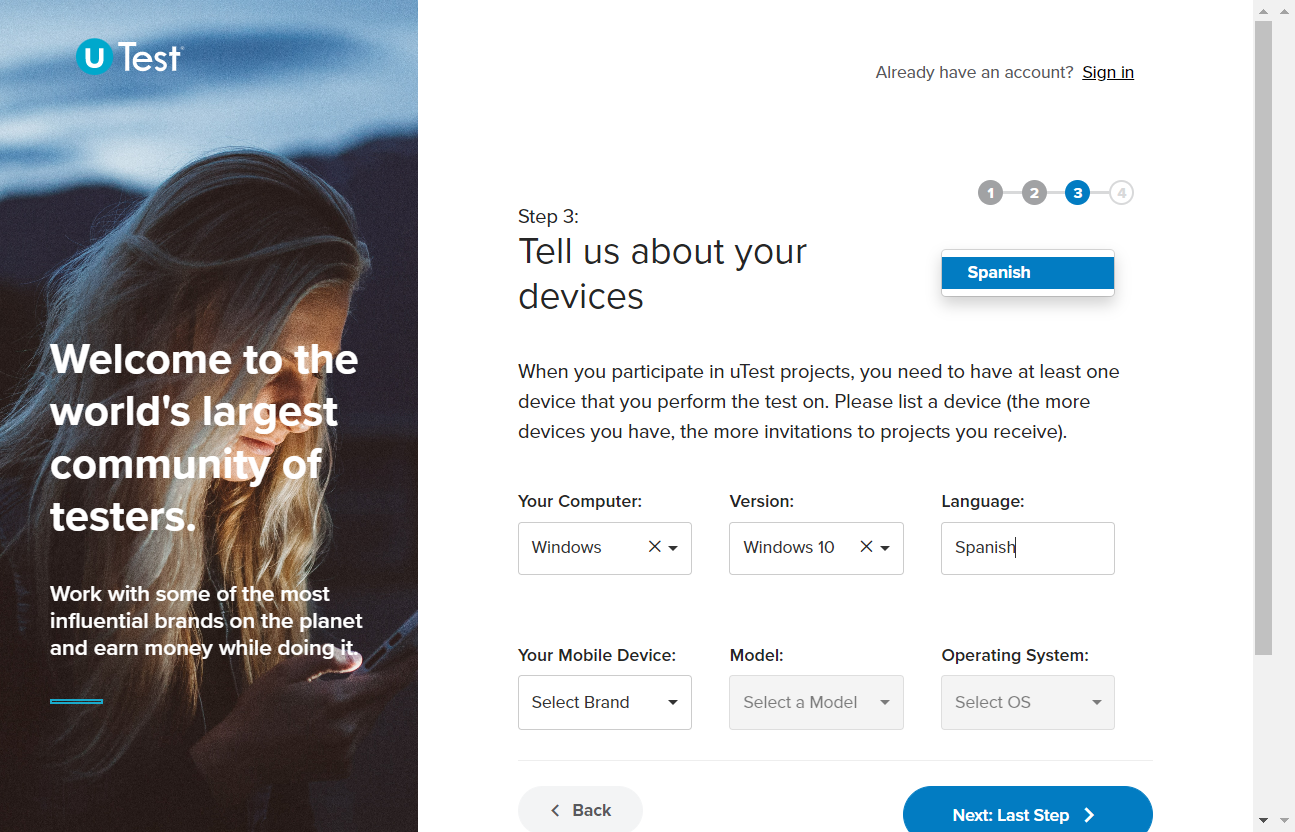 U Test
Already have an account? Sign in
1 2 3 4
Step 3:
Tell us about your
devices
Spanish
Welcome to the
world's largest
community of
testers.
Work with some of the most
influential brands on the planet
and earn money while doing it.
When you participate in uTest projects, you need to have at least one
device that you perform the test on. Please list a device (the more
devices you have, the more invitations to projects you receive).
Your Computer: Version: Language:
Windows Windows 10 Spanish
Your Mobile Device: Model: Operating System:
Select Brand Select a Model Select OS
Back Next: Last Step